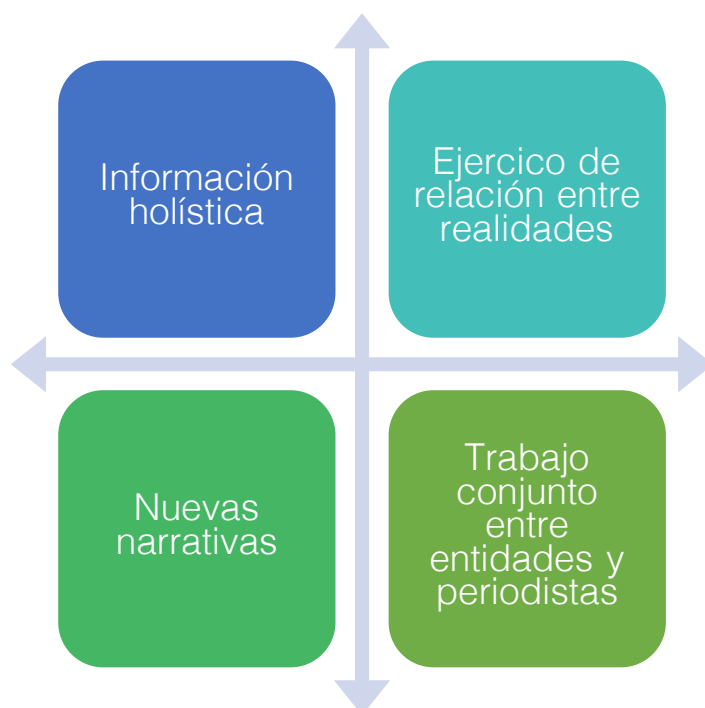 Información
holística
Ejercico de
relación entre
realidades
Nuevas
narrativas
Trabajo
conjunto
entre
entidades y
periodistas